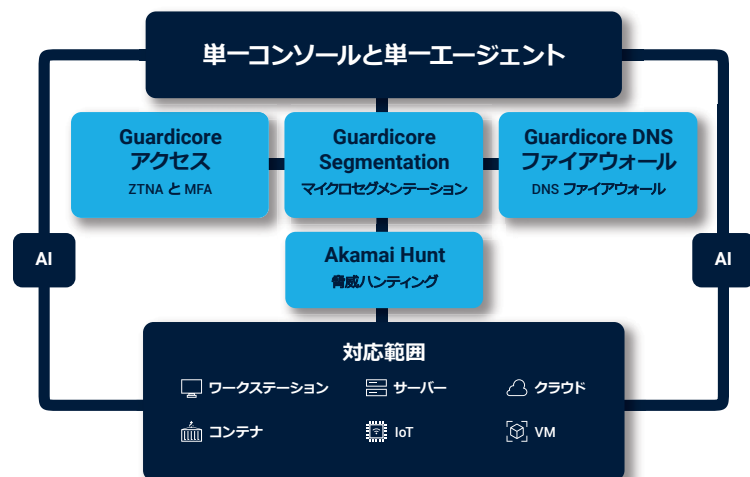 単一コンソールと単一エージェント
Guardicore
アクセス
ZTNA と MFA
Guardicore
Segmentation
マイクロセグメンテーション
Guardicore DNS
ファイアウォール
DNS ファイアウォール
AI
AI
Akamai Hunt
脅威ハンティング
対応範囲
ワークステーション
サーバー
クラウド
コンテナ
IoT
VM